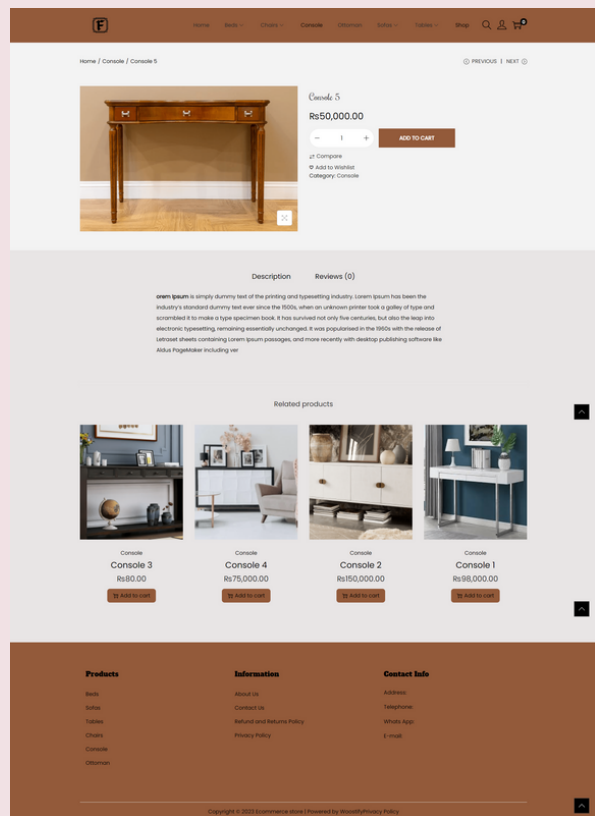 F
Home Beds Chairs Console Ottoman Sofas Tables Shop 0
Home / Console / Console 5
PREVIOUS | NEXT
Console 5
₨50,000.00
− 1 +
ADD TO CART
Compare
Add to Wishlist
Category: Console
Description Reviews (0)
orem Ipsum is simply dummy text of the printing and typesetting industry. Lorem Ipsum has been the
industry's standard dummy text ever since the 1500s, when an unknown printer took a galley of type and
scrambled it to make a type specimen book. It has survived not only five centuries, but also the leap into
electronic typesetting, remaining essentially unchanged. It was popularised in the 1960s with the release of
Letraset sheets containing Lorem Ipsum passages, and more recently with desktop publishing software like
Aldus PageMaker including ver
Related products
Console Console Console Console
Console 3 Console 4 Console 2 Console 1
₨80.00 ₨75,000.00 ₨150,000.00 ₨98,000.00
Add to cart Add to cart Add to cart Add to cart
Products
Beds
Sofas
Tables
Chairs
Console
Ottoman
Information
About Us
Contact Us
Refund and Returns Policy
Privacy Policy
Contact Info
Address:
Telephone:
Whats App:
E-mail:
Copyright © 2023 Ecommerce store | Powered by WoostifyPrivacy Policy